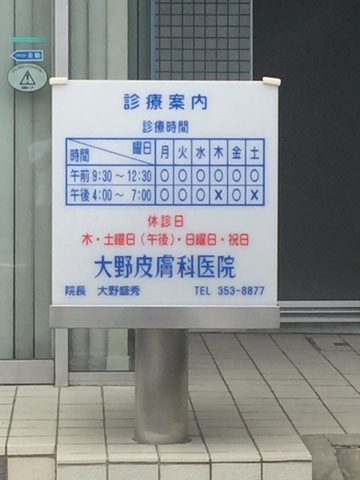 自動
診療案内
診療時間
曜日 時間 月 火 水 木 金 土
午前 9:30 ~ 12:30 ○ ○ ○ ○ ○ ○
午後 4:00 ~ 7:00 ○ ○ ○ × ○ ×
休診日
木・土曜日(午後)・日曜日・祝日
大野皮膚科医院
院長 大野盛秀 TEL 353-8877